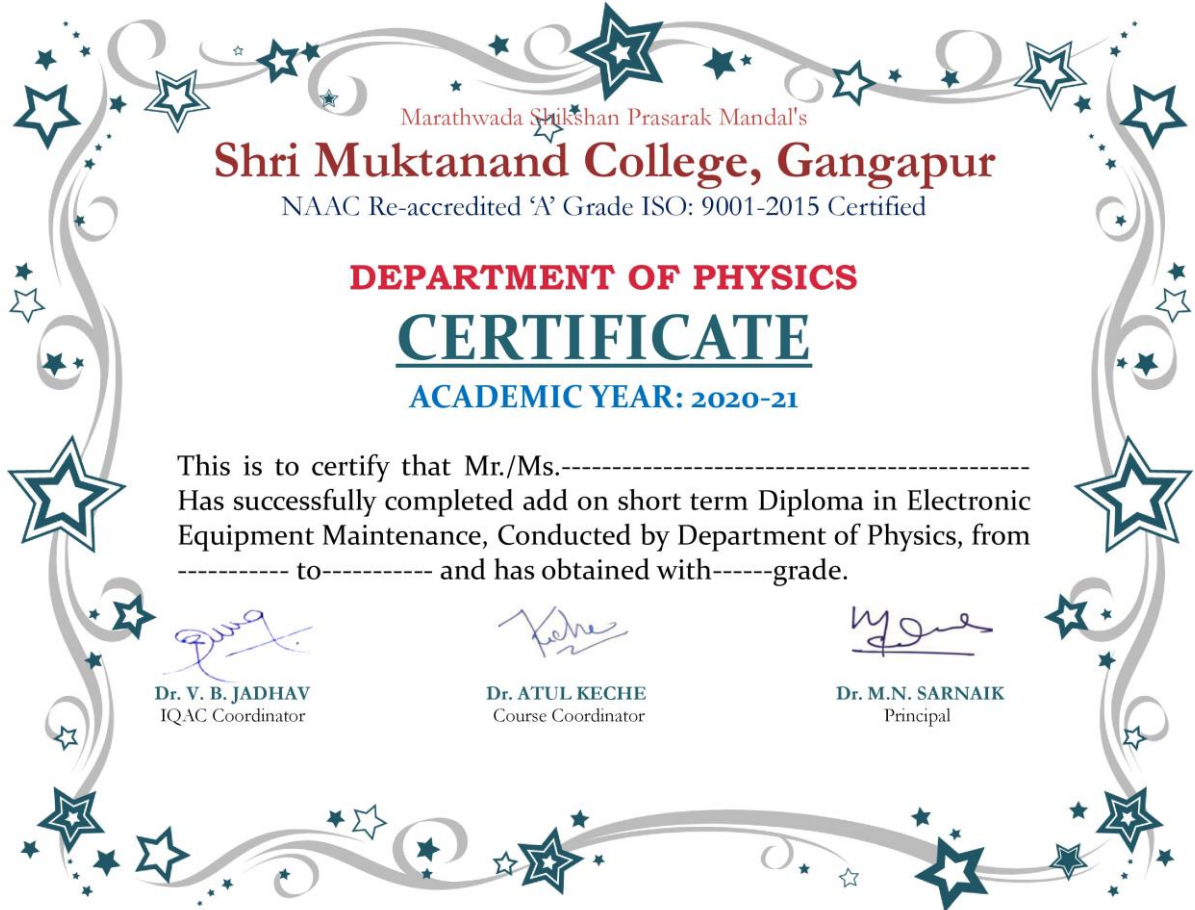 Marathwada Shikshan Prasarak Mandal's
Shri Muktanand College, Gangapur
NAAC Re-accredited ‘A’ Grade ISO: 9001-2015 Certified
DEPARTMENT OF PHYSICS
CERTIFICATE
ACADEMIC YEAR: 2020-21
This is to certify that Mr./Ms.----------------------------------------------
Has successfully completed add on short term Diploma in Electronic
Equipment Maintenance, Conducted by Department of Physics, from
----------- to----------- and has obtained with------grade.
Dr. V. B. JADHAV
IQAC Coordinator
Dr. ATUL KECHE
Course Coordinator
Dr. M.N. SARNAIK
Principal